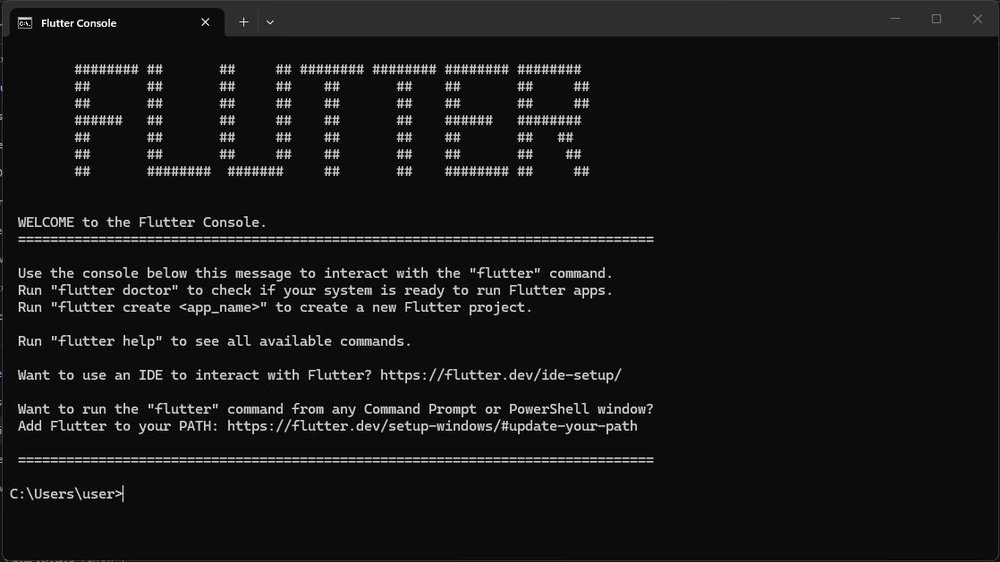 Flutter Console
######## ##       ##     ## ######## ######## ######## ########
##       ##       ##     ##    ##       ##    ##       ##     ##
##       ##       ##     ##    ##       ##    ##       ##     ##
######   ##       ##     ##    ##       ##    ######   ########
##       ##       ##     ##    ##       ##    ##       ##   ##
##       ##       ##     ##    ##       ##    ##       ##    ##
##       ########  #######     ##       ##    ######## ##     ##
WELCOME to the Flutter Console.
===============================================================================
Use the console below this message to interact with the "flutter" command.
Run "flutter doctor" to check if your system is ready to run Flutter apps.
Run "flutter create <app_name>" to create a new Flutter project.
Run "flutter help" to see all available commands.
Want to use an IDE to interact with Flutter? https://flutter.dev/ide-setup/
Want to run the "flutter" command from any Command Prompt or PowerShell window?
Add Flutter to your PATH: https://flutter.dev/setup-windows/#update-your-path
===============================================================================
C:\Users\user>